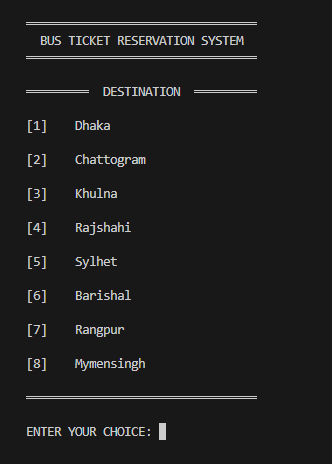 BUS TICKET RESERVATION SYSTEM
DESTINATION
[1] Dhaka
[2] Chattogram
[3] Khulna
[4] Rajshahi
[5] Sylhet
[6] Barishal
[7] Rangpur
[8] Mymensingh
ENTER YOUR CHOICE: